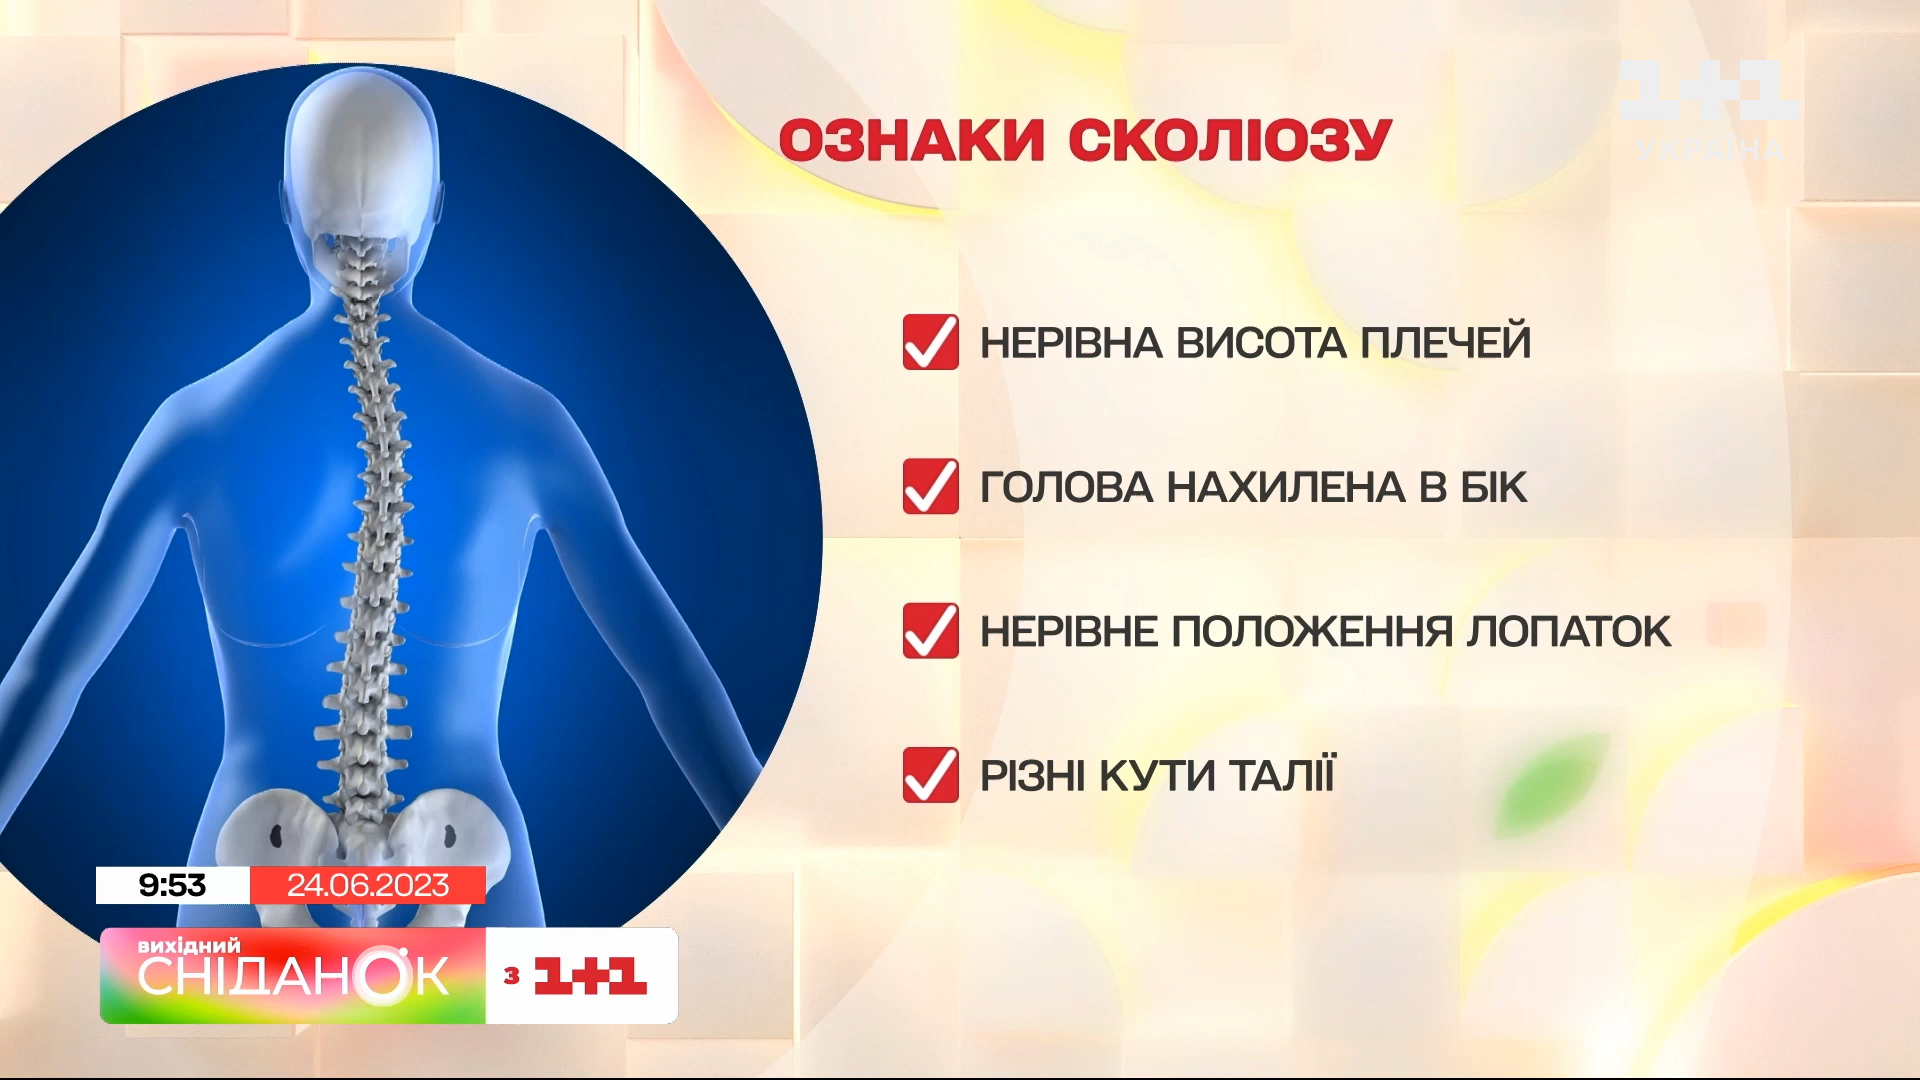 1+1
УКРАЇНА
ОЗНАКИ СКОЛІОЗУ
НЕРІВНА ВИСОТА ПЛЕЧЕЙ
ГОЛОВА НАХИЛЕНА В БІК
НЕРІВНЕ ПОЛОЖЕННЯ ЛОПАТОК
РІЗНІ КУТИ ТАЛІЇ
9:53 24.06.2023
вихідний
СНІДАНОК з 1+1